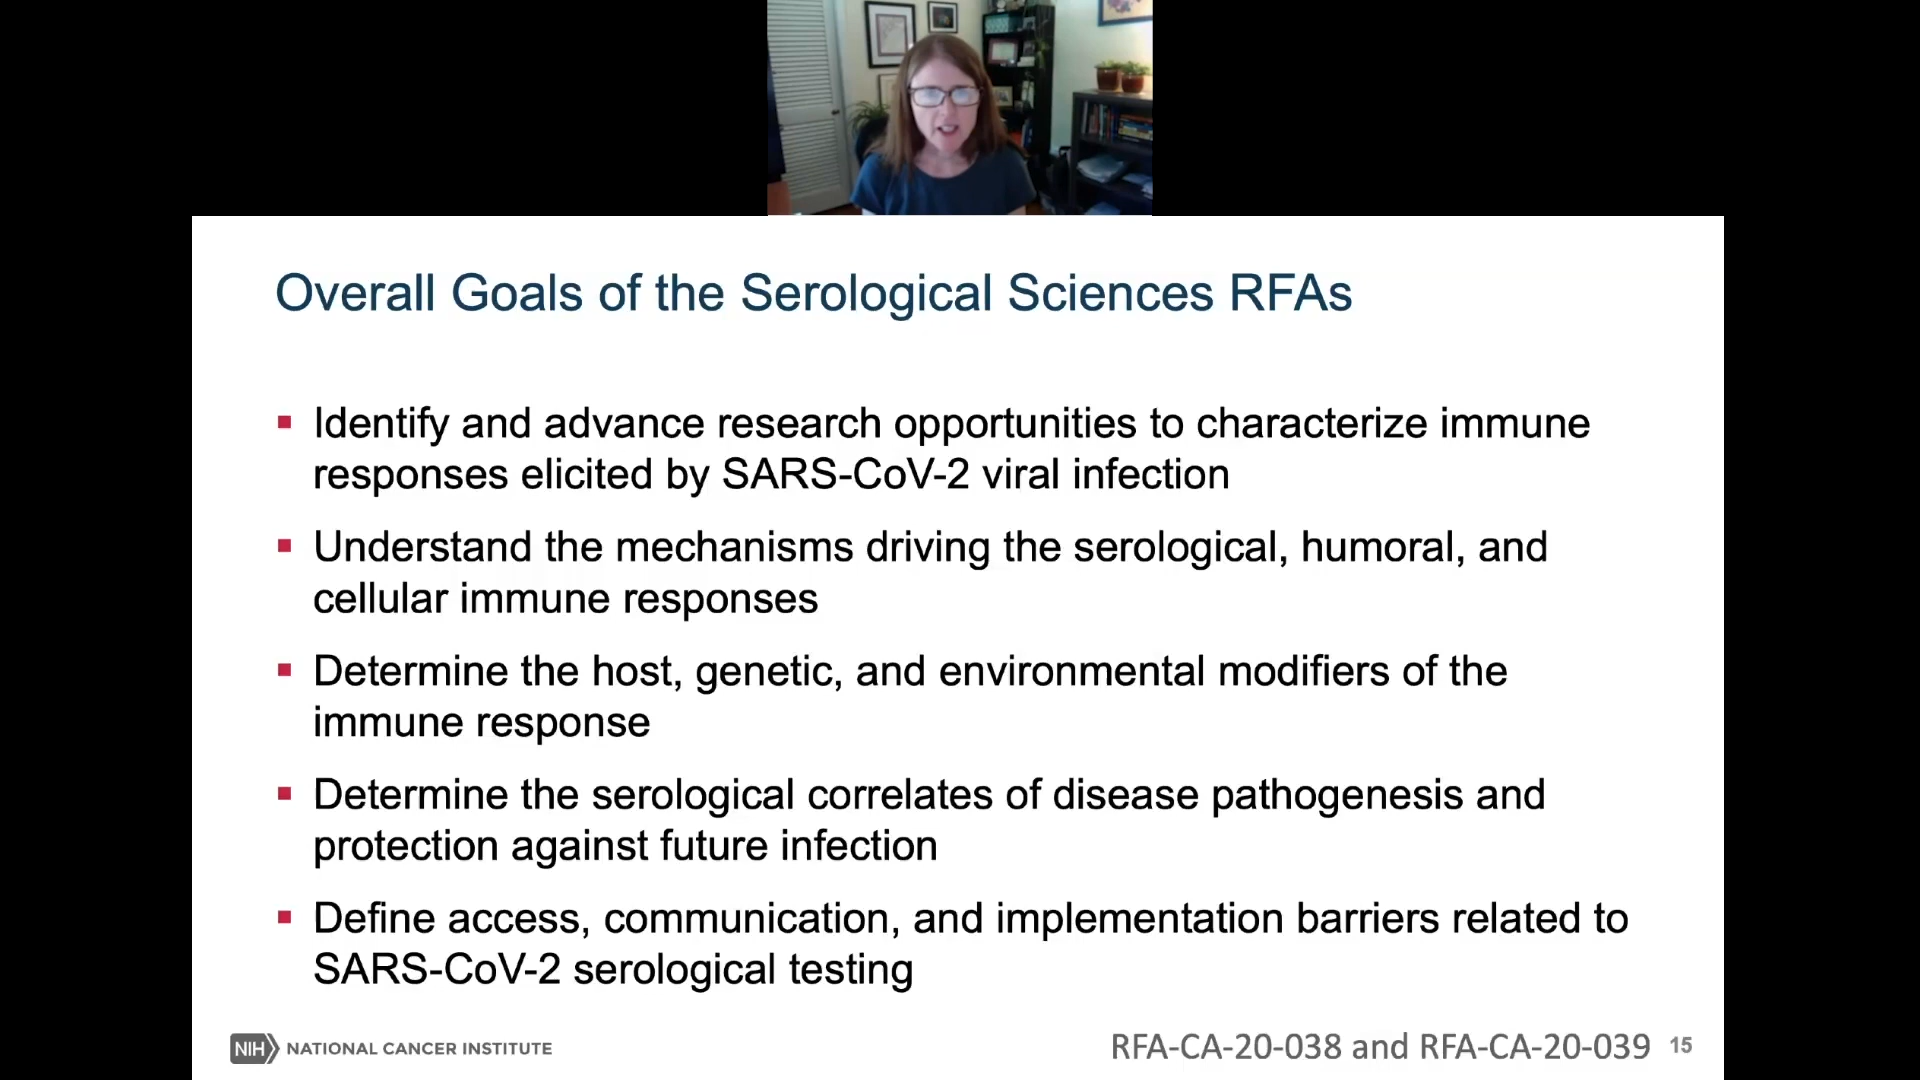 Overall Goals of the Serological Sciences RFAs
▪ Identify and advance research opportunities to characterize immune
responses elicited by SARS-CoV-2 viral infection
▪ Understand the mechanisms driving the serological, humoral, and
cellular immune responses
▪ Determine the host, genetic, and environmental modifiers of the
immune response
▪ Determine the serological correlates of disease pathogenesis and
protection against future infection
▪ Define access, communication, and implementation barriers related to
SARS-CoV-2 serological testing
NIH NATIONAL CANCER INSTITUTE
RFA-CA-20-038 and RFA-CA-20-039 15